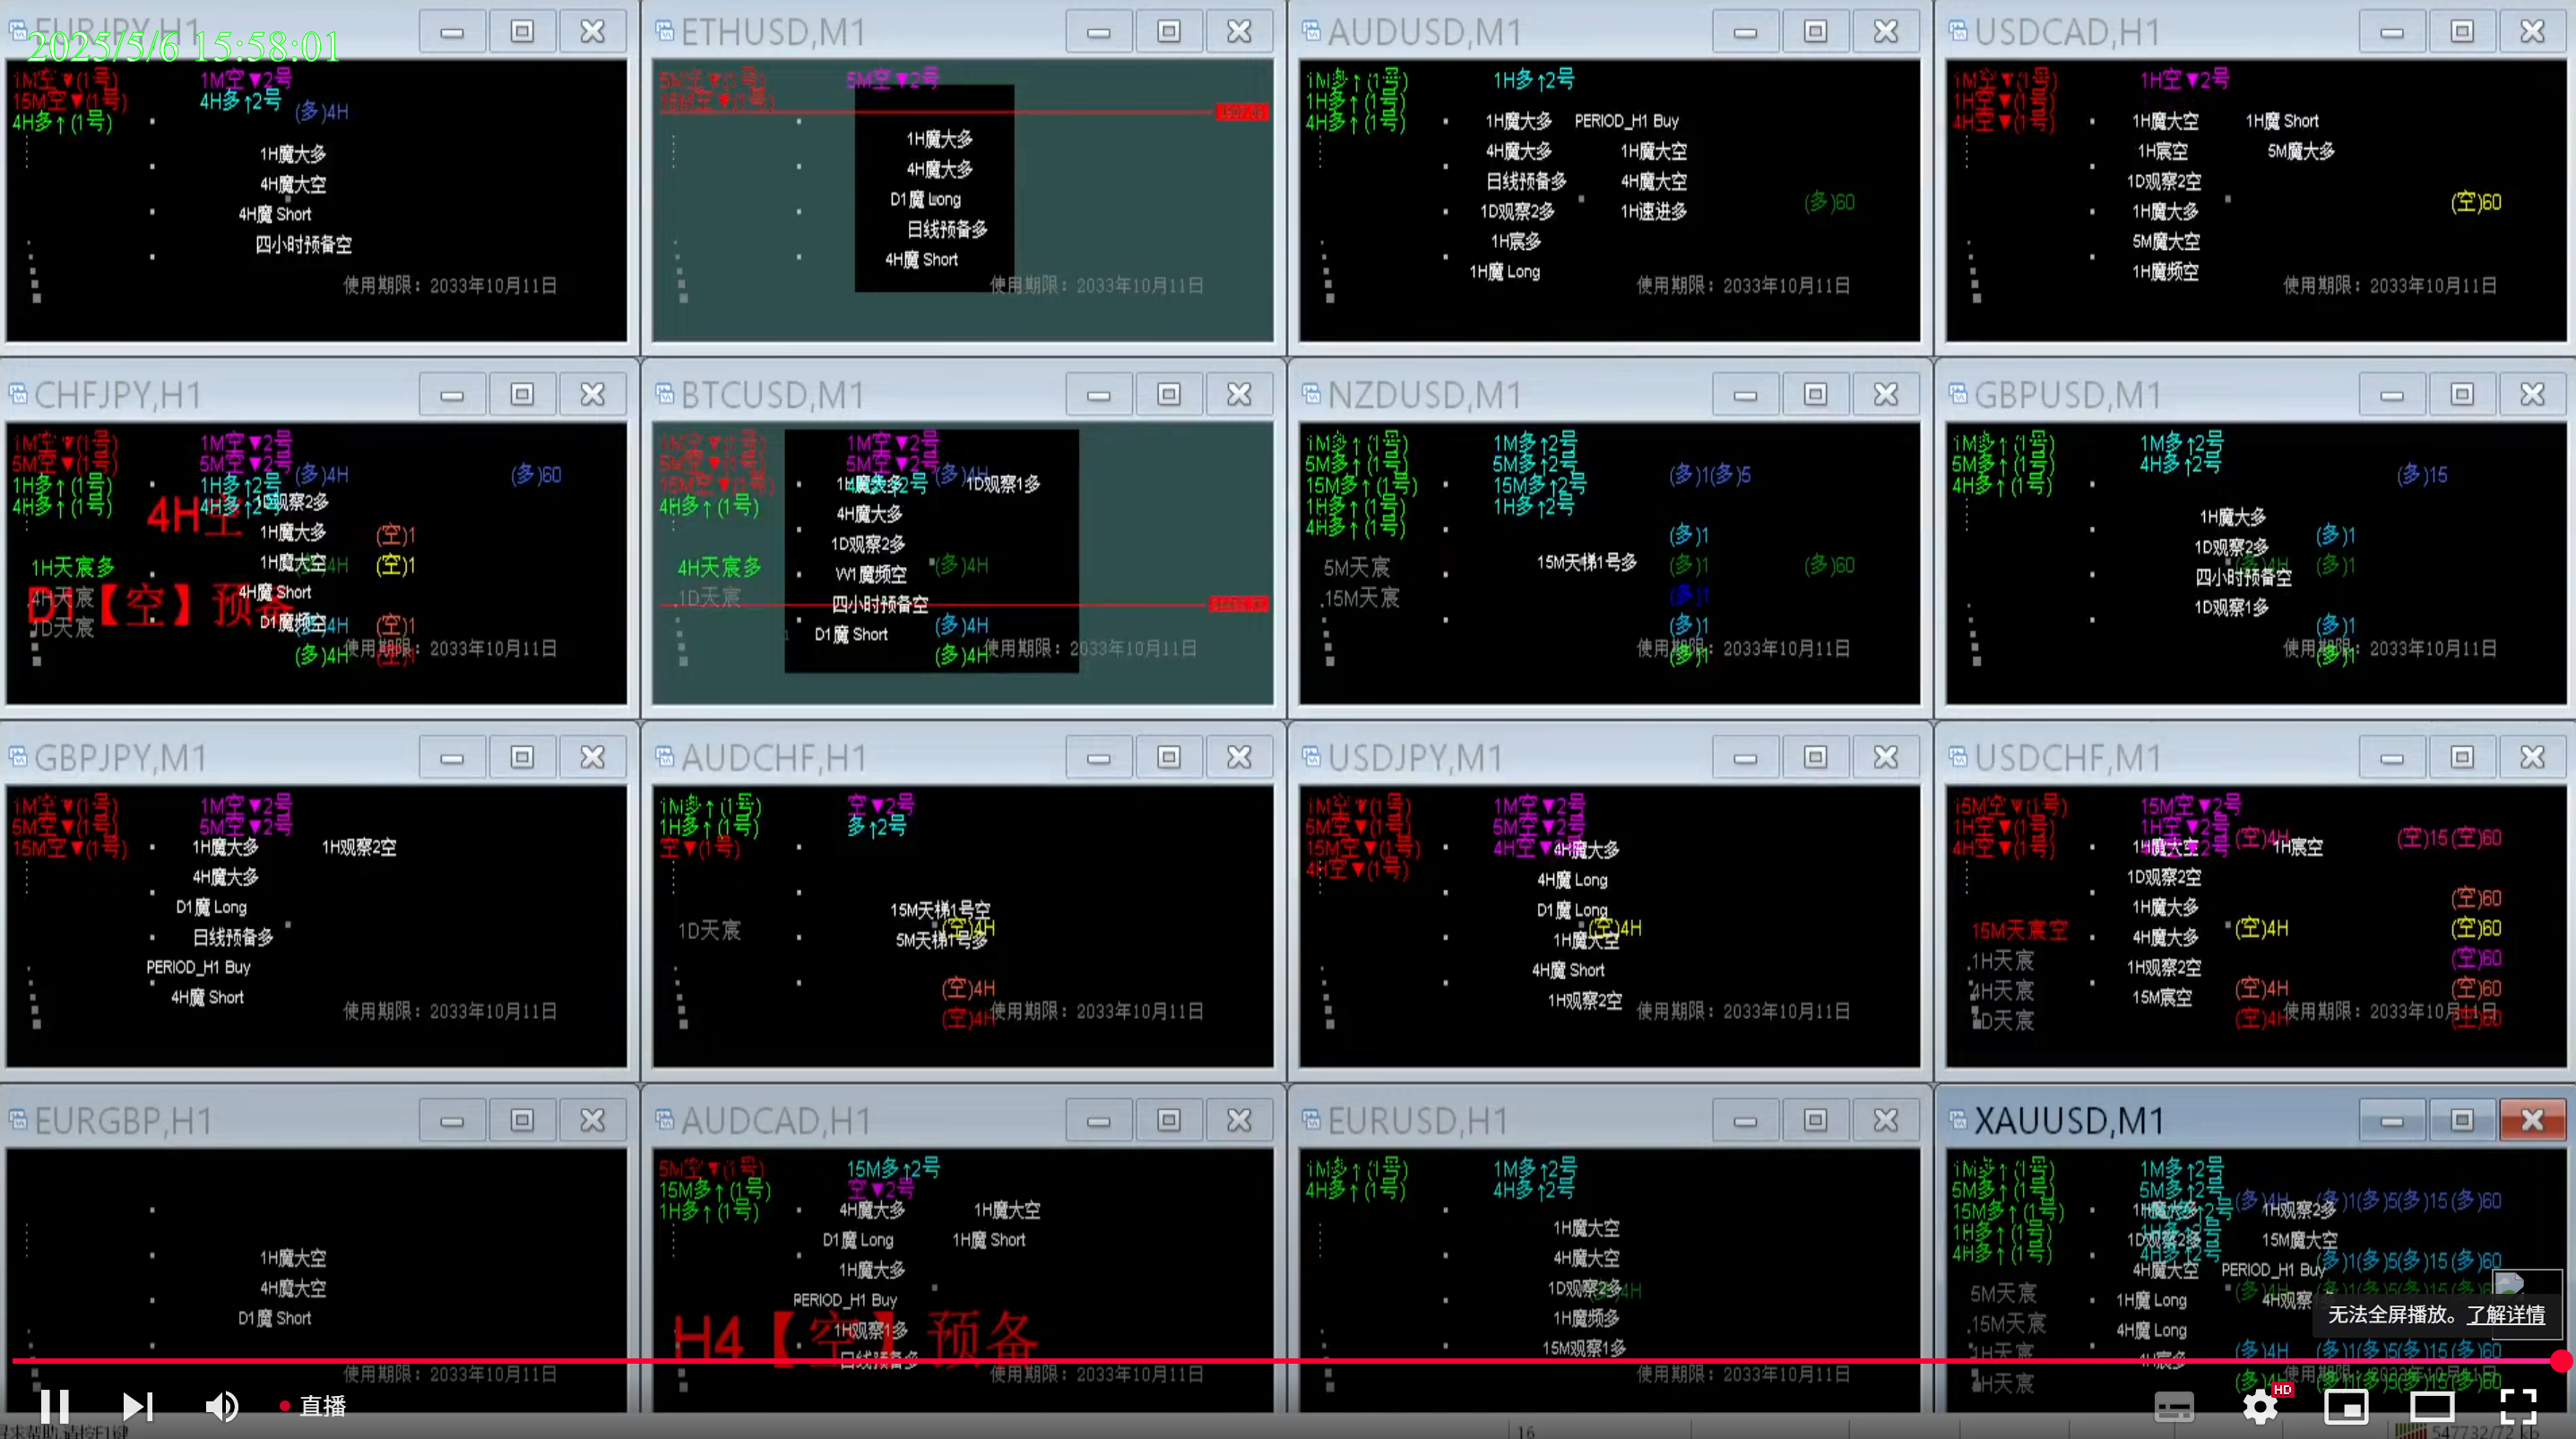 EURJPY,H1
2025/5/6 15:58:01
1M空▼(1号)
15M空▼(1号)
4H多↑(1号)
1M空▼2号
4H多↑2号
(多)4H
1H魔大多
4H魔大空
4H魔 Short
四小时预备空
使用期限：2033年10月11日
ETHUSD,M1
5M空▼(1号)
15M空▼(1号)
5M空▼2号
1H魔大多
4H魔大多
D1魔 Long
日线预备多
4H魔 Short
使用期限：2033年10月11日
AUDUSD,M1
1M多↑(1号)
1H多↑(1号)
4H多↑(1号)
1H多↑2号
1H魔大多 PERIOD_H1 Buy
4H魔大多 1H魔大空
日线预备多 4H魔大空
1D观察2多 1H速进多
(多)60
1H宸多
1H魔 Long
使用期限：2033年10月11日
USDCAD,H1
1M空▼(1号)
1H空▼(1号)
4H空▼(1号)
1H空▼2号
1H魔大空 1H魔 Short
1H宸空 5M魔大多
1D观察2空
(空)60
1H魔大多
5M魔大空
1H魔频空
使用期限：2033年10月11日
CHFJPY,H1
1M空▼(1号)
5M空▼(1号)
1H多↑(1号)
4H多↑(1号)
1M空▼2号
5M空▼2号
1H多↑2号
4H多↑2号
(多)4H
(多)60
4H空
1D观察2多
1H魔大多
(空)1
1H魔大空
(多)4H
(空)1
4H魔 Short
D1魔频空
(多)4H
(空)1
(多)4H
(空)1
1H天宸多
4H天宸
1D天宸
D1【空】预备
使用期限：2033年10月11日
BTCUSD,M1
1M空▼(1号)
5M空▼(1号)
15M空▼(1号)
4H多↑(1号)
1M空▼2号
5M空▼2号
4H多↑2号
(多)4H
1H魔大多 1D观察1多
4H魔大多
1D观察2多
W1魔频空
(多)4H
四小时预备空
D1魔 Short
(多)4H
(多)4H
4H天宸多
1D天宸
使用期限：2033年10月11日
NZDUSD,M1
1M多↑(1号)
5M多↑(1号)
15M多↑(1号)
1H多↑(1号)
4H多↑(1号)
1M多↑2号
5M多↑2号
15M多↑2号
1H多↑2号
(多)1(多)5
(多)1
15M天梯1号多
(多)1
(多)60
(多)1
(多)1
(多)1
5M天宸
15M天宸
使用期限：2033年10月11日
GBPUSD,M1
1M多↑(1号)
5M多↑(1号)
4H多↑(1号)
1M多↑2号
4H多↑2号
(多)15
1H魔大多
(多)1
1D观察2多
(多)4H
(多)1
四小时预备空
1D观察1多
(多)1
(多)1
使用期限：2033年10月11日
GBPJPY,M1
1M空▼(1号)
5M空▼(1号)
15M空▼(1号)
1M空▼2号
5M空▼2号
1H魔大多 1H观察2空
4H魔大多
D1魔 Long
日线预备多
PERIOD_H1 Buy
4H魔 Short
使用期限：2033年10月11日
AUDCHF,H1
1M多↑(1号)
1H多↑(1号)
空▼(1号)
空▼2号
多↑2号
15M天梯1号空
(空)4H
5M天梯1号多
1D天宸
(空)4H
(空)4H
使用期限：2033年10月11日
USDJPY,M1
1M空▼(1号)
5M空▼(1号)
15M空▼(1号)
4H空▼(1号)
1M空▼2号
5M空▼2号
4H空▼2号
4H魔大多
4H魔 Long
D1魔 Long
(空)4H
1H魔大空
4H魔 Short
1H观察2空
使用期限：2033年10月11日
USDCHF,M1
15M空▼(1号)
1H空▼(1号)
4H空▼(1号)
15M空▼2号
1H空▼2号
4H空▼2号
(空)4H
(空)15(空)60
1H魔大空 1H宸空
1D观察2空
1H魔大多
(空)60
4H魔大多
(空)4H
(空)60
1H观察2空
(空)60
15M宸空
(空)4H
(空)60
(空)4H
(空)60
15M天宸空
1H天宸
4H天宸
1D天宸
使用期限：2033年10月11日
EURGBP,H1
1H魔大空
4H魔大空
D1魔 Short
使用期限：2033年10月11日
AUDCAD,H1
5M空▼(1号)
15M多↑(1号)
1H多↑(1号)
15M多↑2号
空▼2号
4H魔大多 1H魔大空
D1魔 Long 1H魔 Short
1H魔大多
PERIOD_H1 Buy
1H观察1多
日线预备多
H4【空】预备
使用期限：2033年10月11日
EURUSD,H1
1M多↑(1号)
4H多↑(1号)
1M多↑2号
4H多↑2号
1H魔大空
4H魔大空
1D观察2多
(多)4H
1H魔频多
15M观察1多
使用期限：2033年10月11日
XAUUSD,M1
1M多↑(1号)
5M多↑(1号)
15M多↑(1号)
1H多↑(1号)
4H多↑(1号)
1M多↑2号
5M多↑2号
1H多↑2号
4H多↑2号
(多)4H
(多)1(多)5(多)15(多)60
1H魔大多 1H观察2多
1D观察2多 15M魔大空
(多)1(多)5(多)15(多)60
4H魔大空 PERIOD_H1 Buy
1H魔 Long 4H观察
4H魔 Long
(多)4H
(多)1(多)5(多)15(多)60
5M天宸
15M天宸
1H天宸
4H天宸
使用期限：2033年10月11日
无法全屏播放。了解详情
直播
HD
16
547732/72 kb